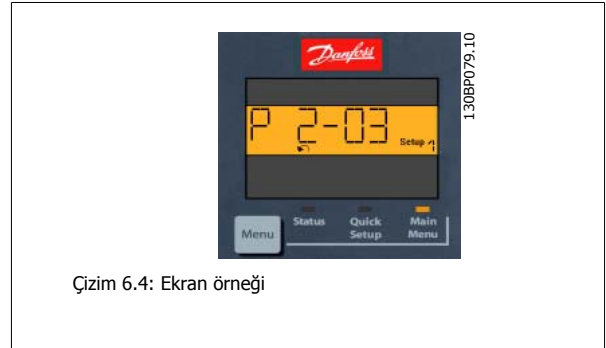 Danfoss
130BP079.10
P 2-03
Setup 1
Status Quick Setup Main Menu
Menu
Çizim 6.4: Ekran örneği